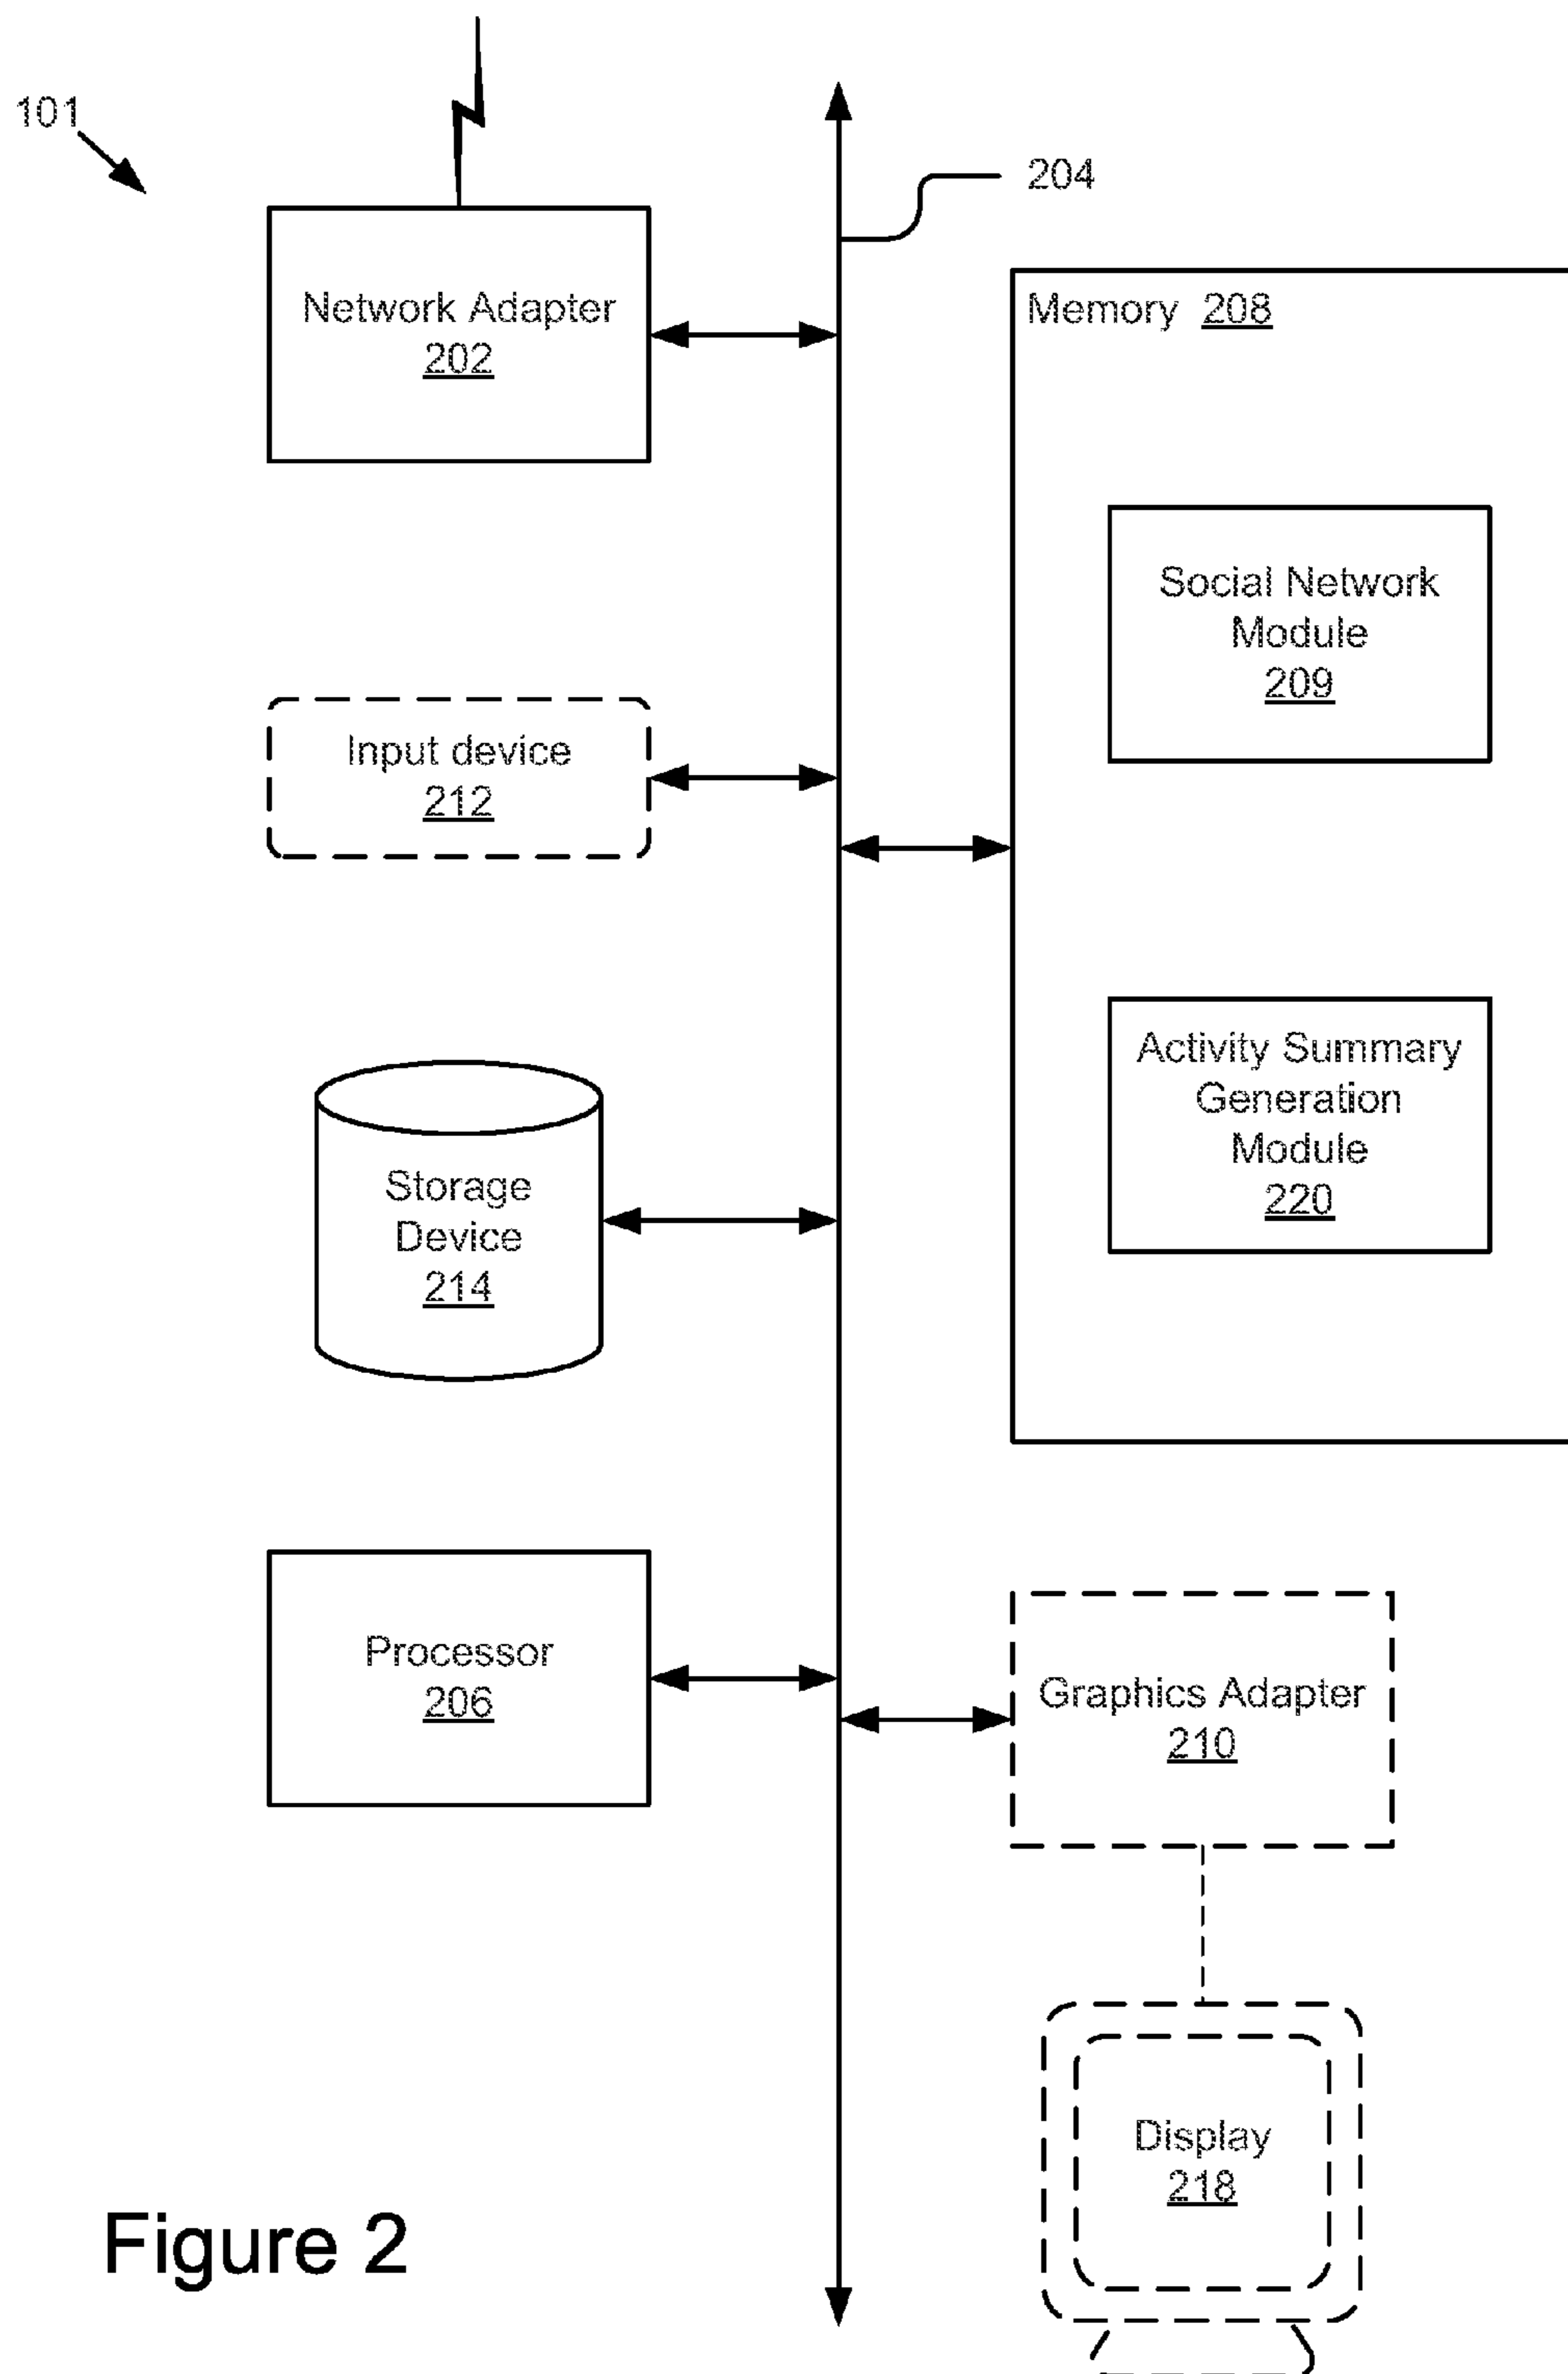 101
204
Network Adapter
202
Memory 208
Social Network
Module
209
Input device
212
Activity Summary
Generation
Module
220
Storage
Device
214
Processor
206
Graphics Adapter
210
Display
218
Figure 2